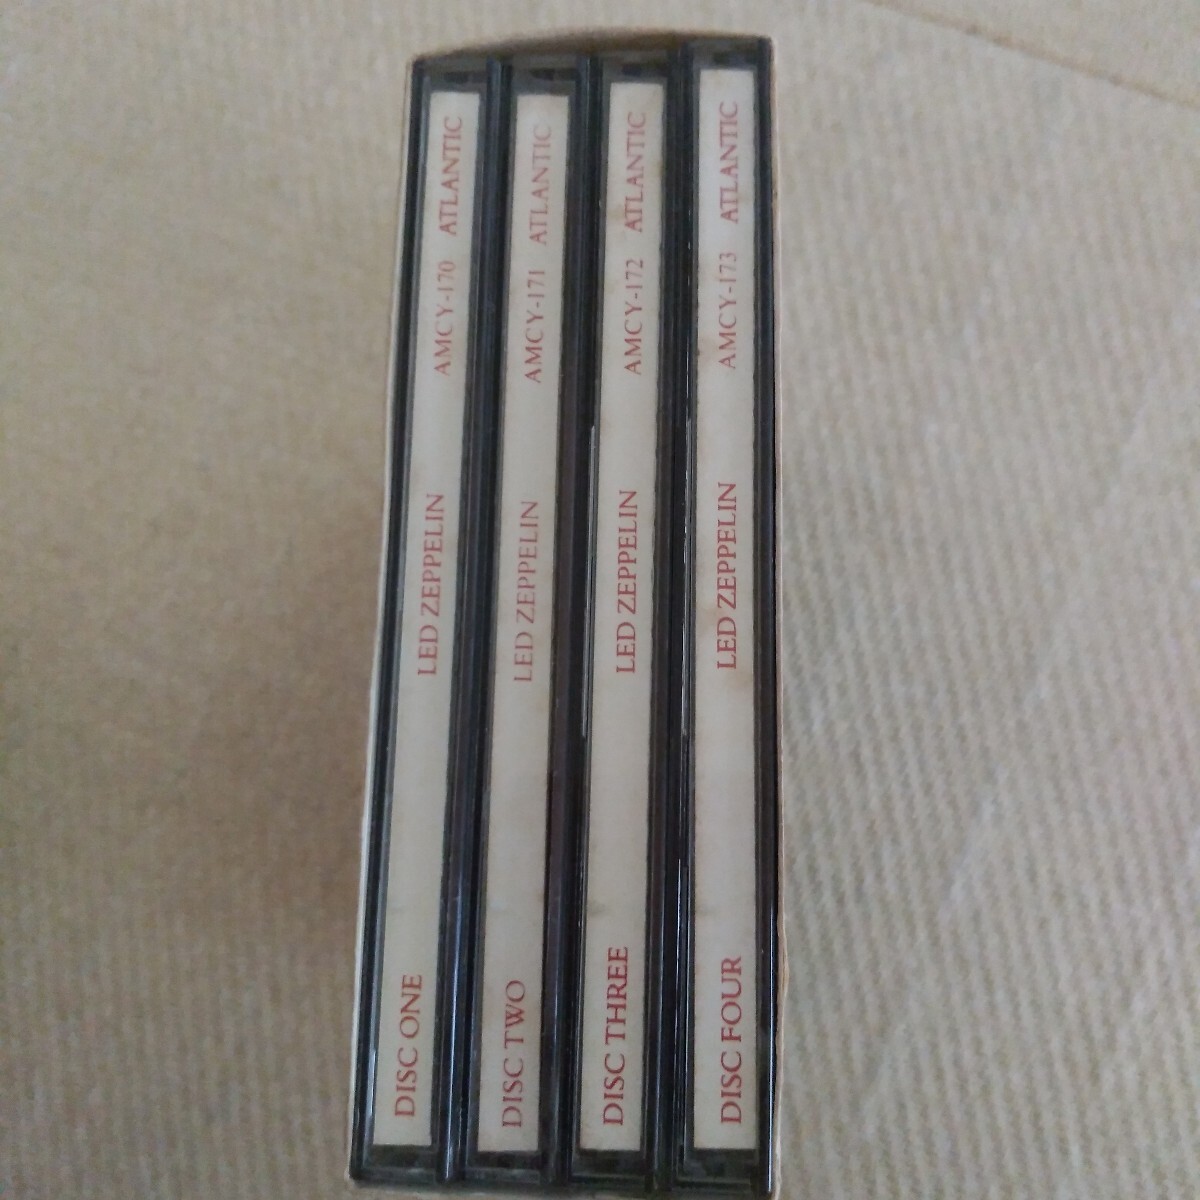 DISC ONE LED ZEPPELIN AMCY-170 ATLANTIC
DISC TWO LED ZEPPELIN AMCY-171 ATLANTIC
DISC THREE LED ZEPPELIN AMCY-172 ATLANTIC
DISC FOUR LED ZEPPELIN AMCY-173 ATLANTIC